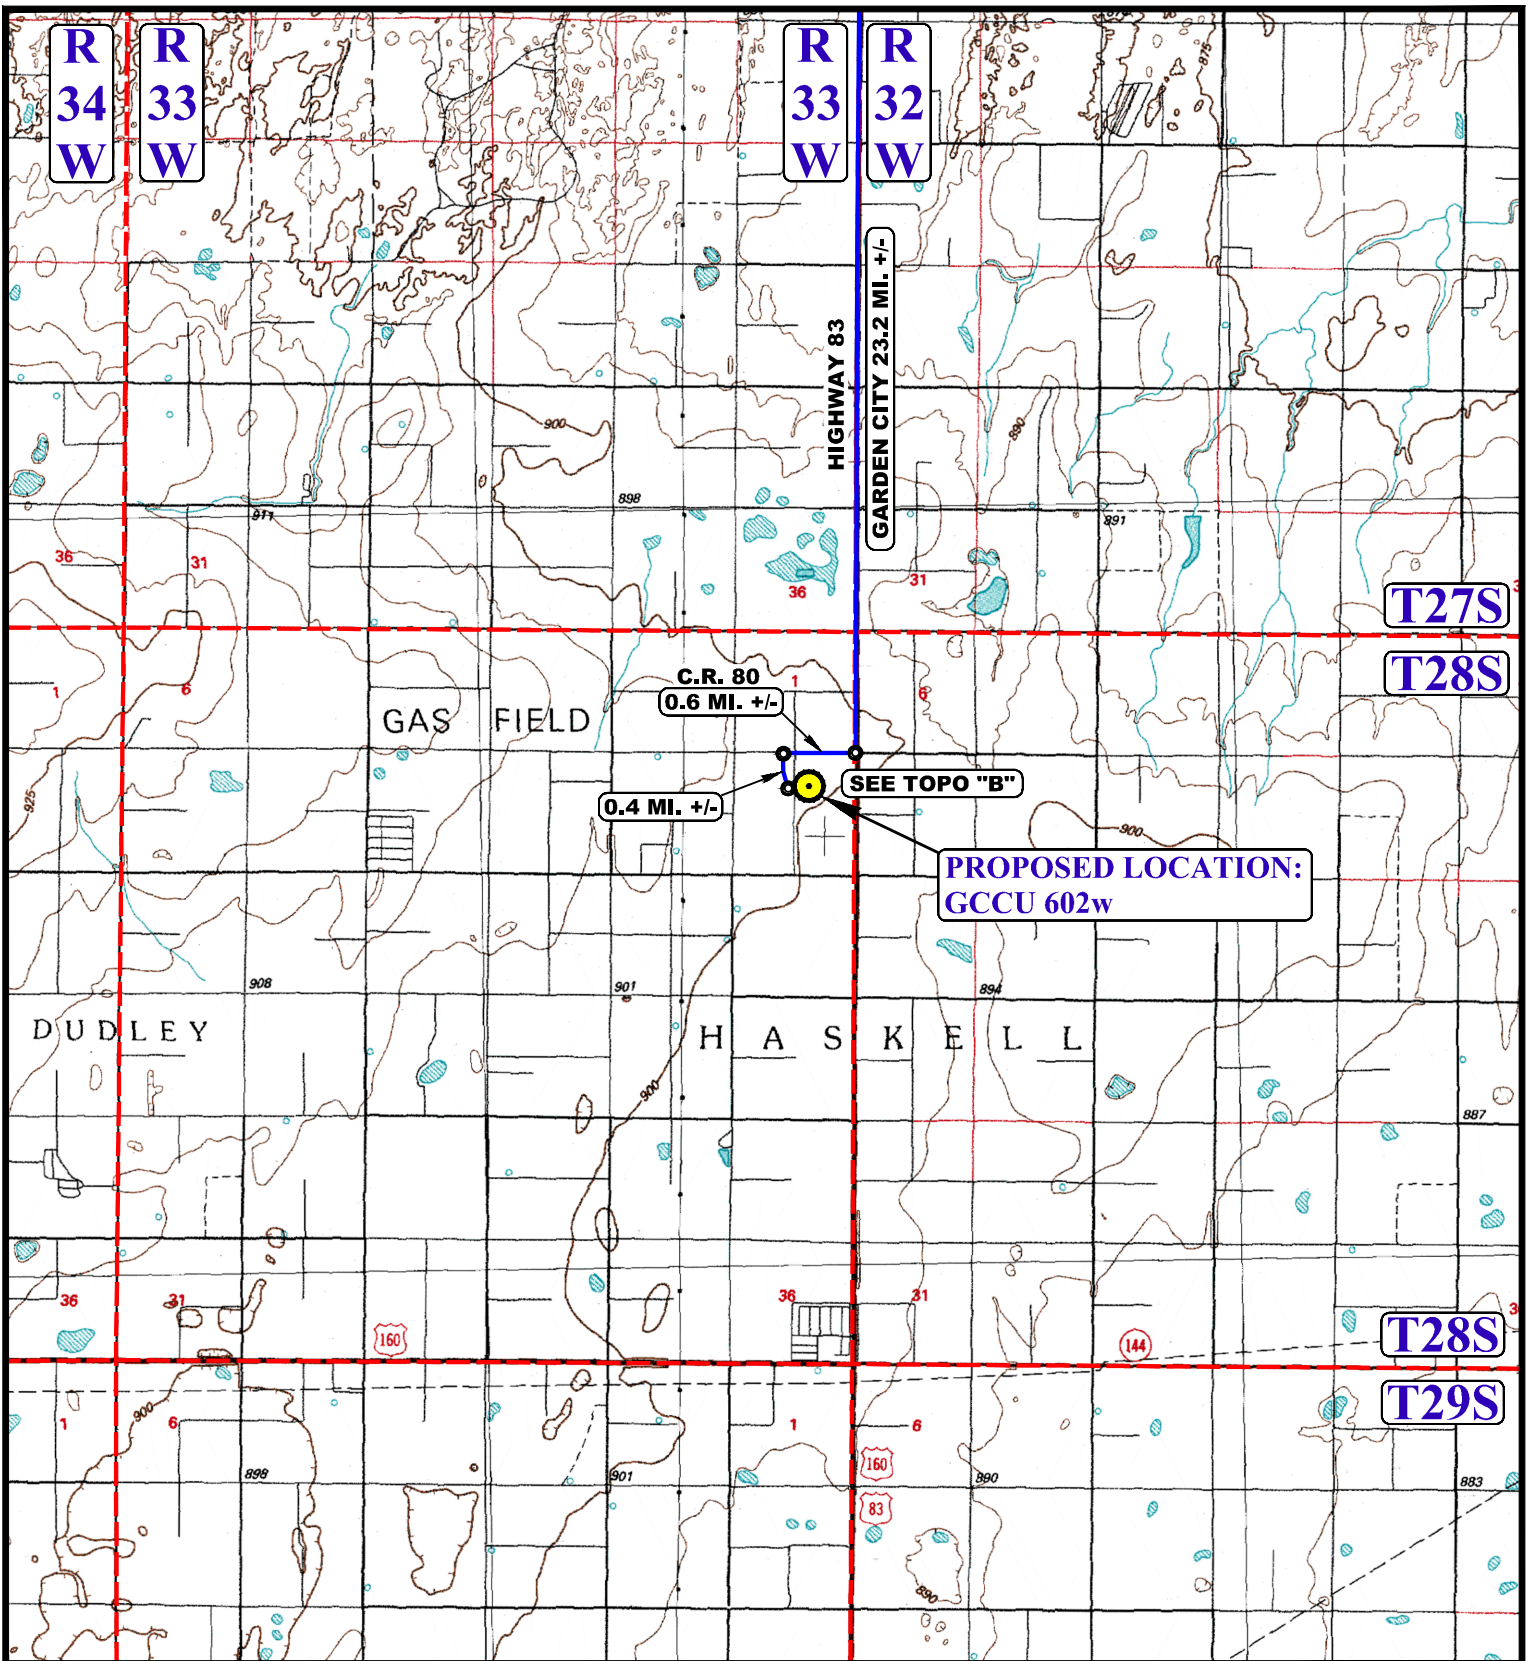 R
34
W
R
33
W
R
33
W
R
32
W
875
HIGHWAY 83
GARDEN CITY 23.2 MI. +/-
900
890
898
911
891
36
31
36
31
T27S
T28S
1
6
C.R. 80
0.6 MI. +/-
1
6
GAS FIELD
SEE TOPO "B"
0.4 MI. +/-
925
900
PROPOSED LOCATION:
GCCU 602w
908
901
894
DUDLEY
HASKELL
900
887
36
31
36
31
160
144
T28S
T29S
1
900
6
1
6
160
898
901
890
883
83
890